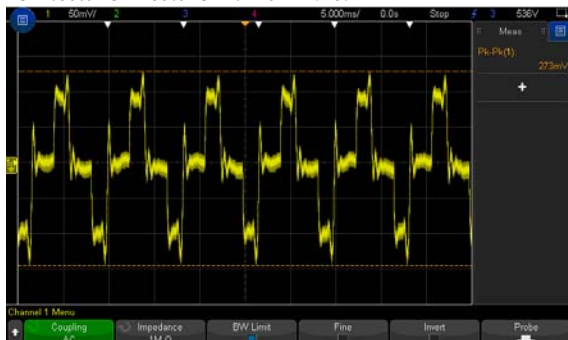 1 50mV/ 2 3 4 5.000ms/ 0.0s Stop 3 536V
Meas
Pk-Pk(1):
273mV
+
Channel 1 Menu
Coupling
AC
Impedance
1M Ω
BW Limit
Fine
Invert
Probe